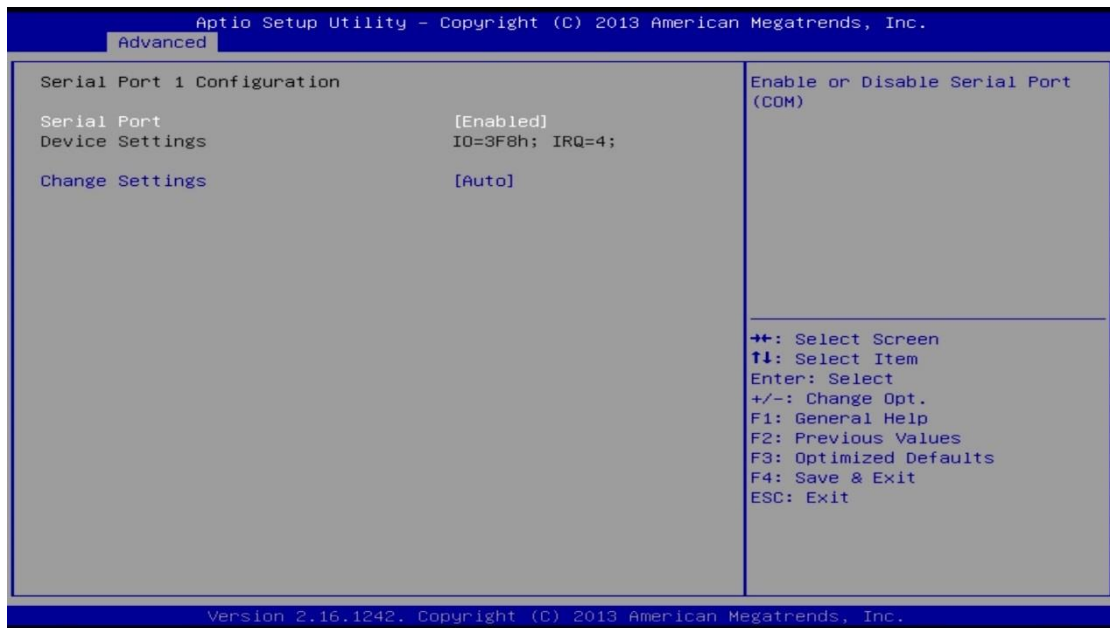 Aptio Setup Utility – Copyright (C) 2013 American Megatrends, Inc.
Advanced
Serial Port 1 Configuration
Serial Port [Enabled]
Device Settings IO=3F8h; IRQ=4;
Change Settings [Auto]
Enable or Disable Serial Port
(COM)
→←: Select Screen
↑↓: Select Item
Enter: Select
+/-: Change Opt.
F1: General Help
F2: Previous Values
F3: Optimized Defaults
F4: Save & Exit
ESC: Exit
Version 2.16.1242. Copyright (C) 2013 American Megatrends, Inc.